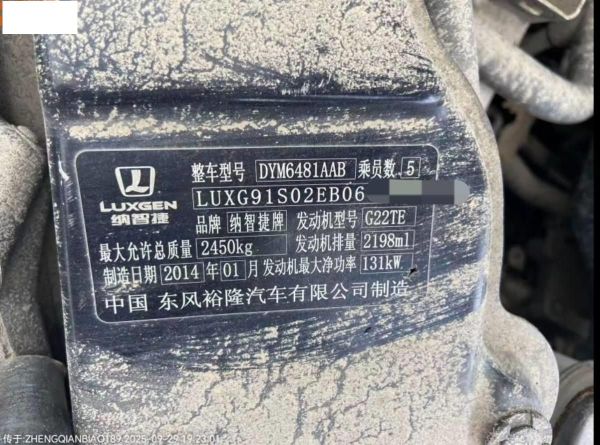 LUXGEN
纳智捷
整车型号 DYM6481AAB 乘员数 5
LUXG91S02EB06
品牌 纳智捷牌 发动机型号 G22TE
最大允许总质量 2450kg 发动机排量 2198ml
制造日期 2014 年 01 月 发动机最大净功率 131kW
中国 东风裕隆汽车有限公司制造
传于:ZHENGQIANBIAO189 2025-09-29 19:23:01